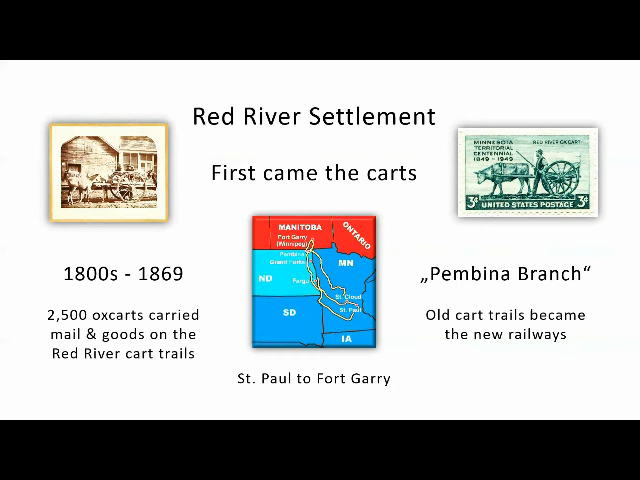 Red River Settlement
First came the carts
MINNESOTA
TERRITORIAL
CENTENNIAL
1849 - 1949
RED RIVER OX CART
3¢ UNITED STATES POSTAGE 3¢
MANITOBA
ONTARIO
Fort Garry
(Winnipeg)
Pembina
Grand Forks
MN
ND
Fargo
St. Cloud
St. Paul
SD
IA
St. Paul to Fort Garry
1800s - 1869
2,500 oxcarts carried
mail & goods on the
Red River cart trails
„Pembina Branch“
Old cart trails became
the new railways